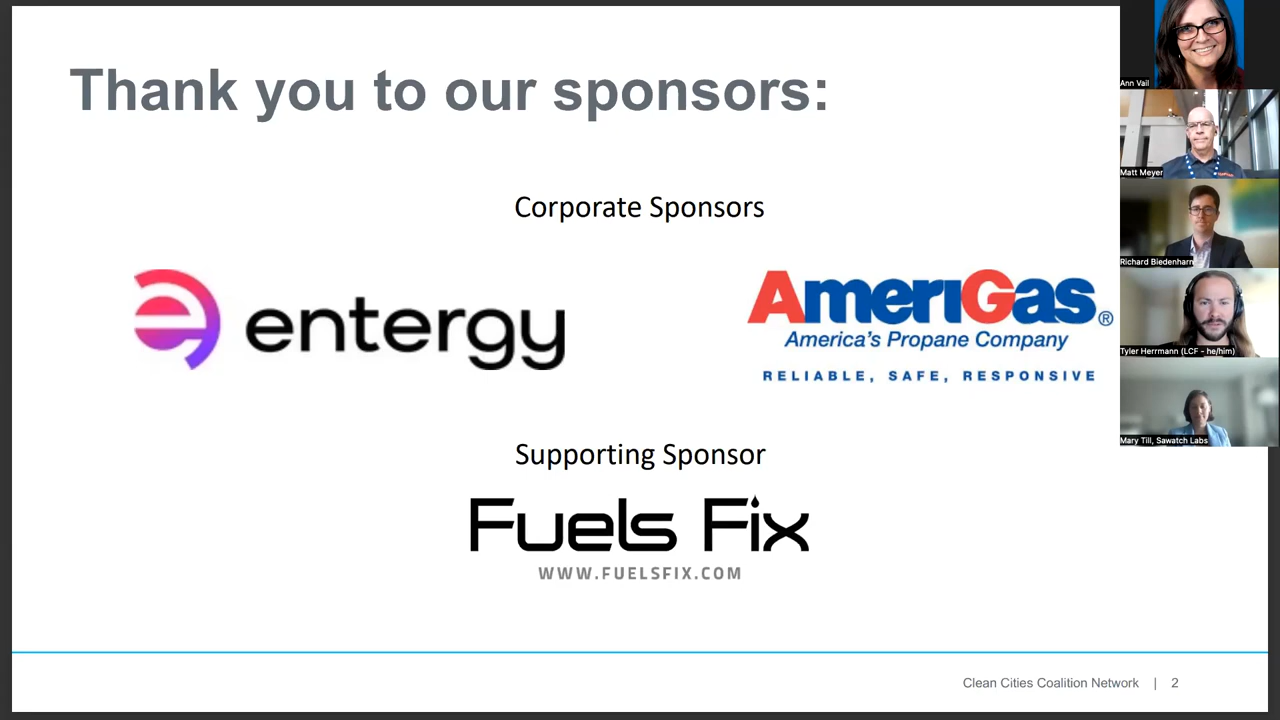 Thank you to our sponsors:
Corporate Sponsors
entergy
AmeriGas®
America's Propane Company
RELIABLE, SAFE, RESPONSIVE
Supporting Sponsor
Fuels Fix
WWW.FUELSFIX.COM
Clean Cities Coalition Network | 2
Ann Vail
Matt Meyer
Richard Biedenharn
Tyler Herrmann (LCF - he/him)
Mary Till, Sawatch Labs